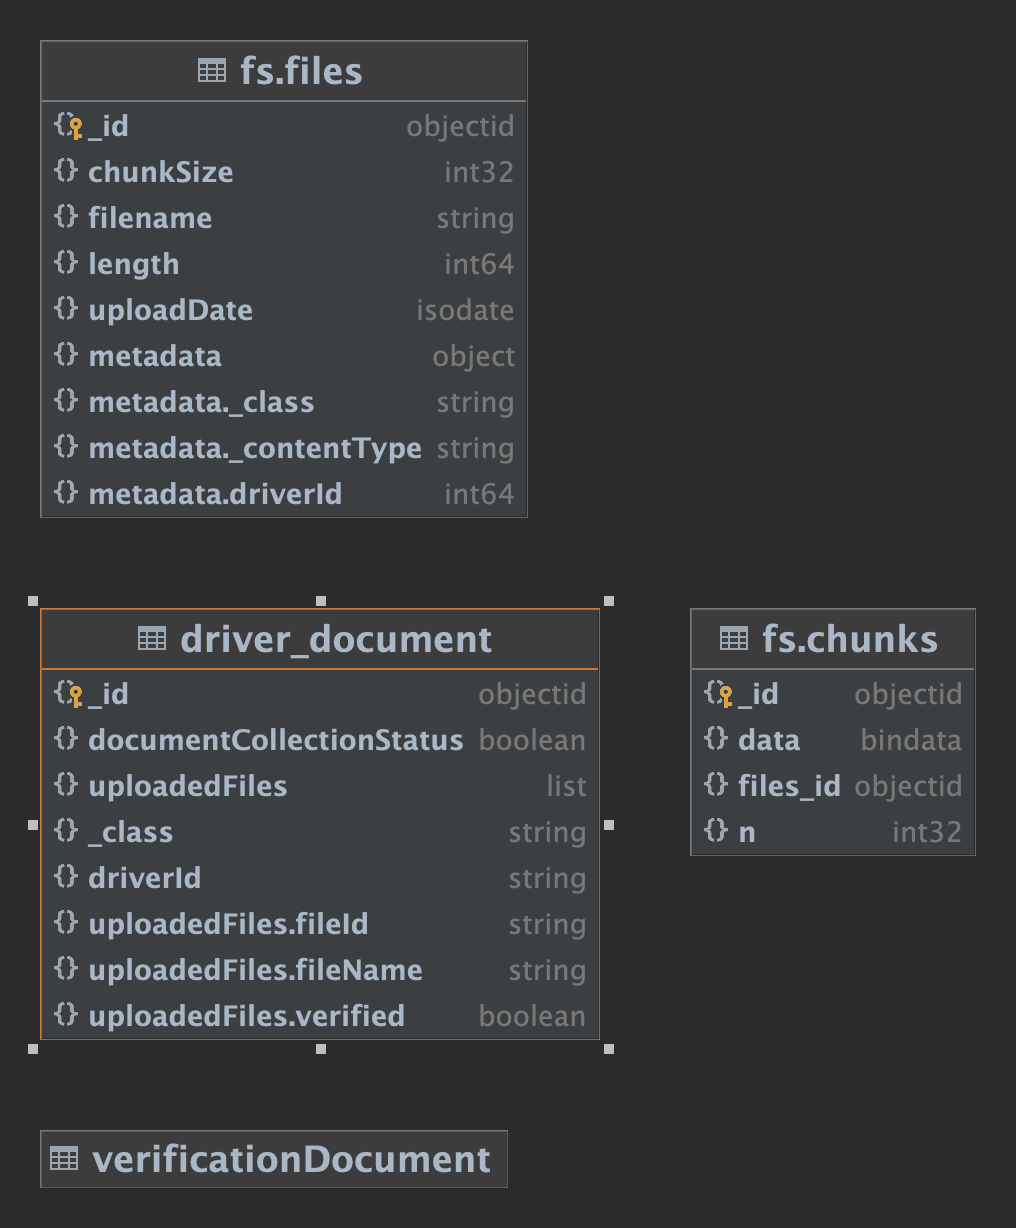 fs.files
_id objectid
chunkSize int32
filename string
length int64
uploadDate isodate
metadata object
metadata._class string
metadata._contentType string
metadata.driverId int64
driver_document
_id objectid
documentCollectionStatus boolean
uploadedFiles list
_class string
driverId string
uploadedFiles.fileId string
uploadedFiles.fileName string
uploadedFiles.verified boolean
fs.chunks
_id objectid
data bindata
files_id objectid
n int32
verificationDocument